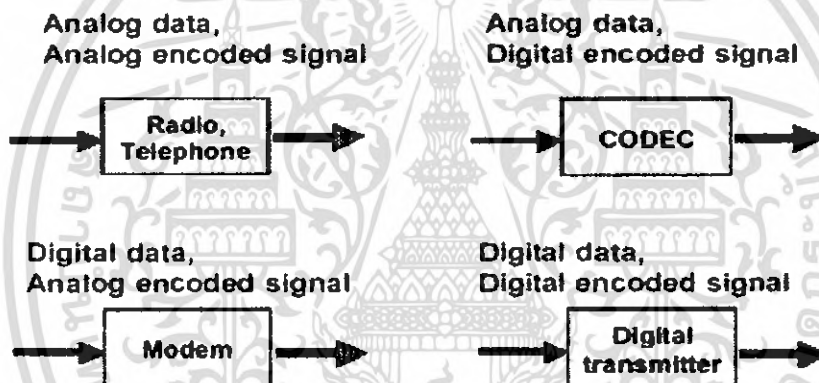 Analog data,
Analog encoded signal
Radio,
Telephone
Analog data,
Digital encoded signal
CODEC
Digital data,
Analog encoded signal
Modem
Digital data,
Digital encoded signal
Digital
transmitter